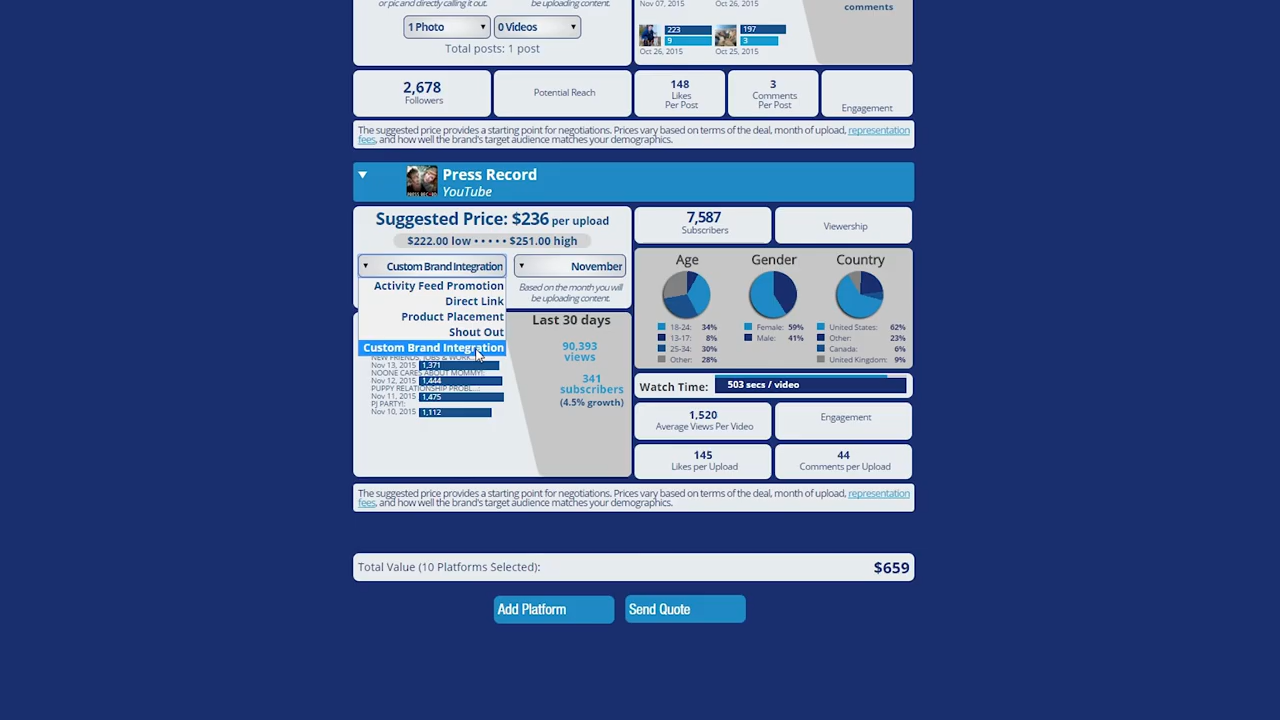 or pic and directly calling it out.
be uploading content.
1 Photo
0 Videos
Total posts: 1 post
Nov 07, 2015
Oct 26, 2015
comments
223
9
197
3
Oct 26, 2015
Oct 25, 2015
2,678
Followers
Potential Reach
148
Likes
Per Post
3
Comments
Per Post
Engagement
The suggested price provides a starting point for negotiations. Prices vary based on terms of the deal, month of upload, representation
fees, and how well the brand's target audience matches your demographics.
Press Record
YouTube
Suggested Price: $236 per upload
$222.00 low • • • • • $251.00 high
Custom Brand Integration
November
Activity Feed Promotion
Direct Link
Product Placement
Shout Out
Custom Brand Integration
Based on the month you will
be uploading content.
Last 30 days
90,393
views
341
subscribers
(4.5% growth)
NEW FRIENDS, JOBS & WORK
Nov 13, 2015 1,371
NOONE CARES ABOUT MOMMY!:
Nov 12, 2015 1,444
PUPPY RELATIONSHIP PROBL...:
Nov 11, 2015 1,475
PJ PARTY!:
Nov 10, 2015 1,112
7,587
Subscribers
Viewership
Age
Gender
Country
18-24: 34%
13-17: 8%
25-34: 30%
Other: 28%
Female: 59%
Male: 41%
United States: 62%
Other: 23%
Canada: 6%
United Kingdom: 9%
Watch Time:
503 secs / video
1,520
Average Views Per Video
Engagement
145
Likes per Upload
44
Comments per Upload
The suggested price provides a starting point for negotiations. Prices vary based on terms of the deal, month of upload, representation
fees, and how well the brand's target audience matches your demographics.
Total Value (10 Platforms Selected):
$659
Add Platform
Send Quote